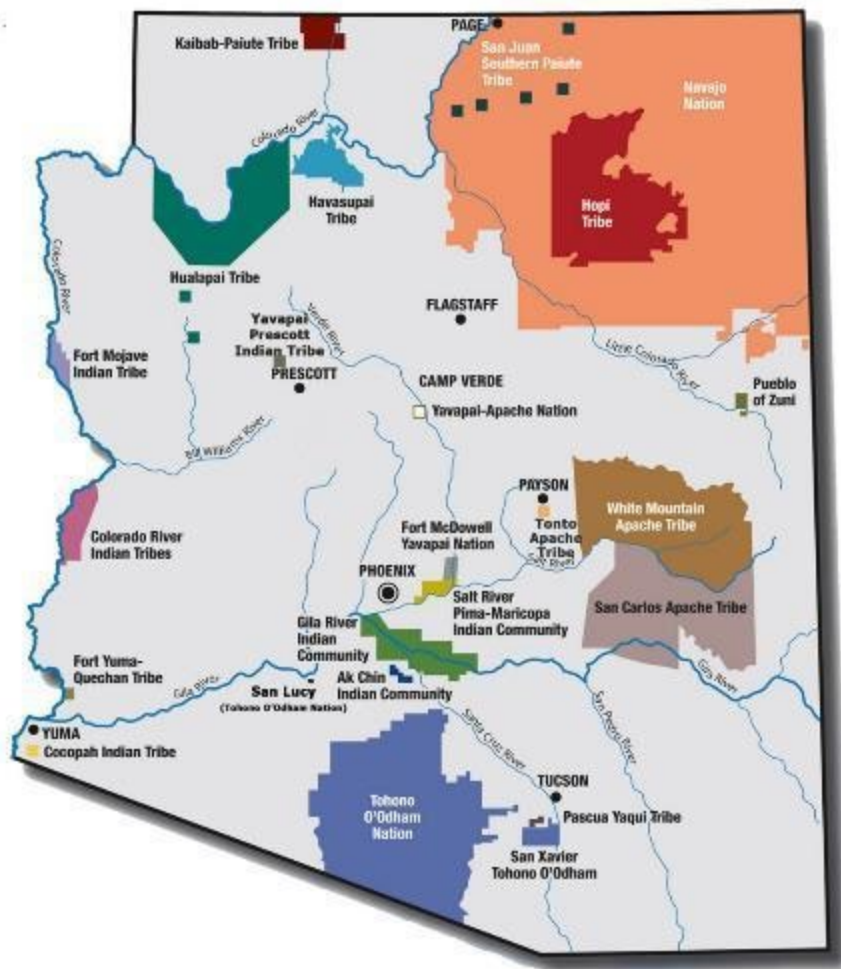 Kaibab-Paiute Tribe
PAGE
San Juan
Southern Paiute
Tribe
Navajo
Nation
Colorado River
Havasupai
Tribe
Hopi
Tribe
Colorado River
Hualapai Tribe
Yavapai
Prescott
Indian Tribe
Verde River
FLAGSTAFF
Fort Mojave
Indian Tribe
PRESCOTT
Little Colorado River
CAMP VERDE
Yavapai-Apache Nation
Pueblo
of Zuni
Bill Williams River
PAYSON
Tonto
Apache
Tribe
White Mountain
Apache Tribe
Colorado River
Indian Tribes
Fort McDowell
Yavapai Nation
Salt River
PHOENIX
Salt River
Pima-Maricopa
Indian Community
San Carlos Apache Tribe
Gila River
Indian
Community
Fort Yuma-
Quechan Tribe
Gila River
San Lucy
(Tohono O'Odham Nation)
Ak Chin
Indian Community
Gila River
San Pedro River
Santa Cruz River
YUMA
Cocopah Indian Tribe
Tohono
O'Odham
Nation
TUCSON
Pascua Yaqui Tribe
San Xavier
Tohono O'Odham